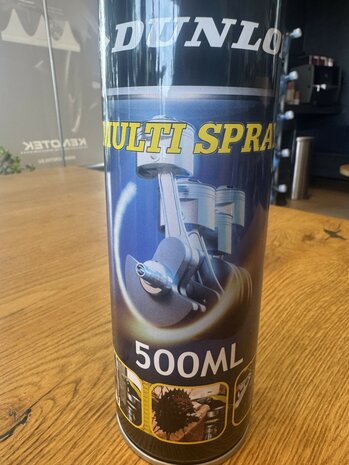 DUNLO
MULTI SPRA
KENOTEK
500ML